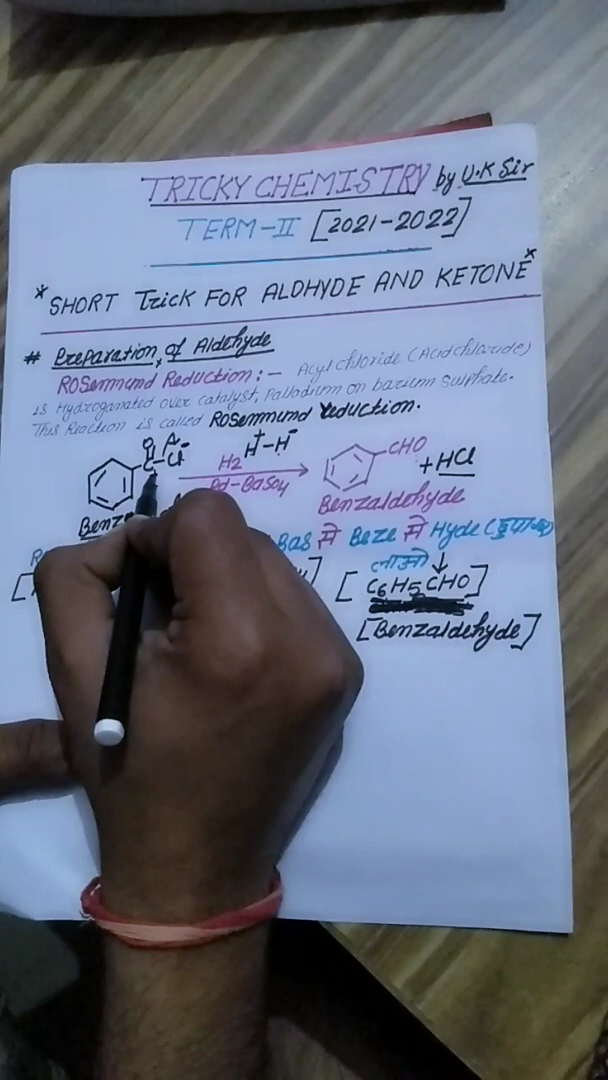 TRICKY CHEMISTRY by U.K Sir
TERM-II [2021-2022]
*SHORT Trick FOR ALDHYDE AND KETONE*
# Preparation of Aldehyde
ROSenmund Reduction:- Acyl chloride (Acid chloride)
is Hydroganated over catalyst, Palladium on barium sulphate.
This Reaction is called Rosenmund reduction.
O
C-Cl
H2
H+-H-
Pd-BaSO4
CHO
+HCl
Benzaldehyde
Bas में Beze में Hyde
लाओ ↓
[C6H5CHO]
[Benzaldehyde]